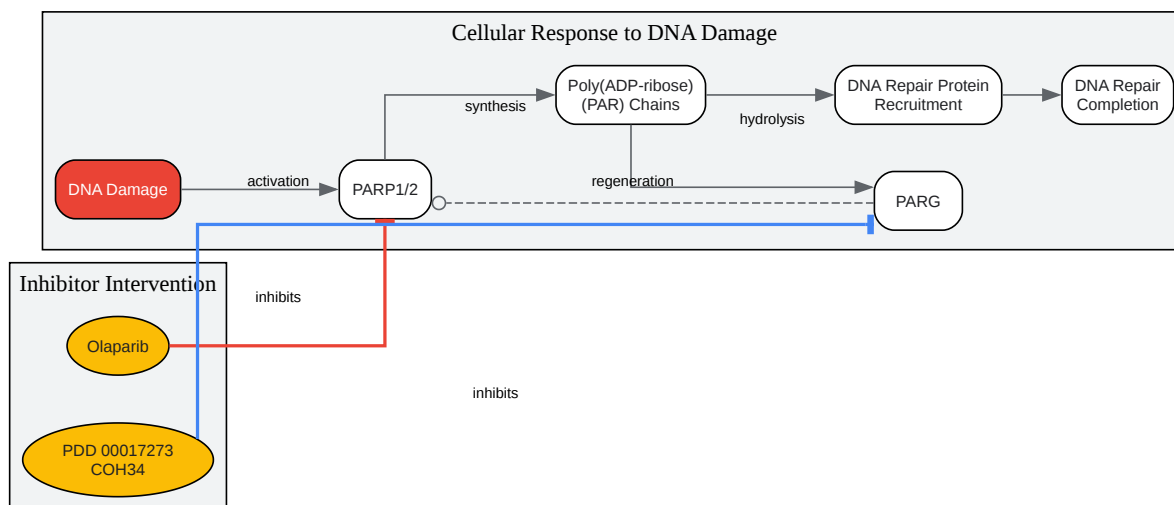 Cellular Response to DNA Damage
Poly(ADP-ribose)
(PAR) Chains
DNA Repair Protein
Recruitment
DNA Repair
Completion
synthesis
hydrolysis
DNA Damage
activation
PARP1/2
regeneration
PARG
Inhibitor Intervention
inhibits
Olaparib
inhibits
PDD 00017273
COH34